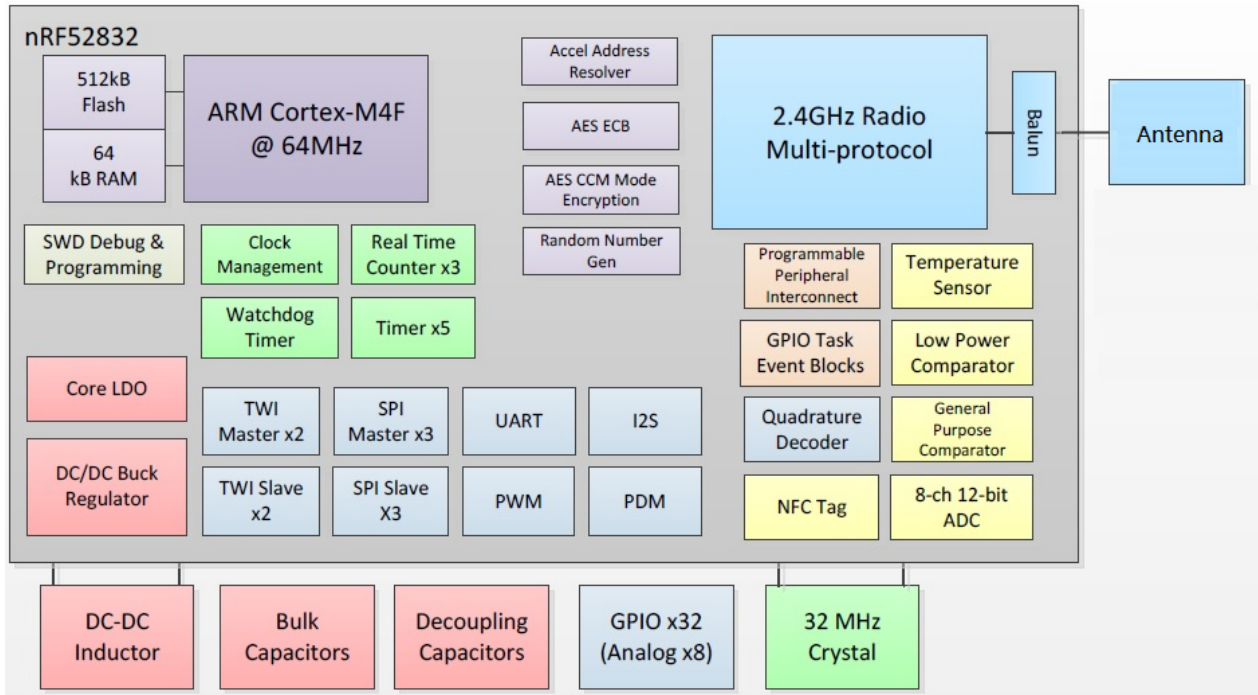 nRF52832
512kB
Flash
64
kB RAM
ARM Cortex-M4F
@ 64MHz
Accel Address
Resolver
AES ECB
AES CCM Mode
Encryption
Random Number
Gen
2.4GHz Radio
Multi-protocol
Balun
Antenna
SWD Debug &
Programming
Clock
Management
Real Time
Counter x3
Watchdog
Timer
Timer x5
Programmable
Peripheral
Interconnect
Temperature
Sensor
GPIO Task
Event Blocks
Low Power
Comparator
Core LDO
DC/DC Buck
Regulator
TWI
Master x2
SPI
Master x3
UART
I2S
Quadrature
Decoder
General
Purpose
Comparator
TWI Slave
x2
SPI Slave
X3
PWM
PDM
NFC Tag
8-ch 12-bit
ADC
DC-DC
Inductor
Bulk
Capacitors
Decoupling
Capacitors
GPIO x32
(Analog x8)
32 MHz
Crystal